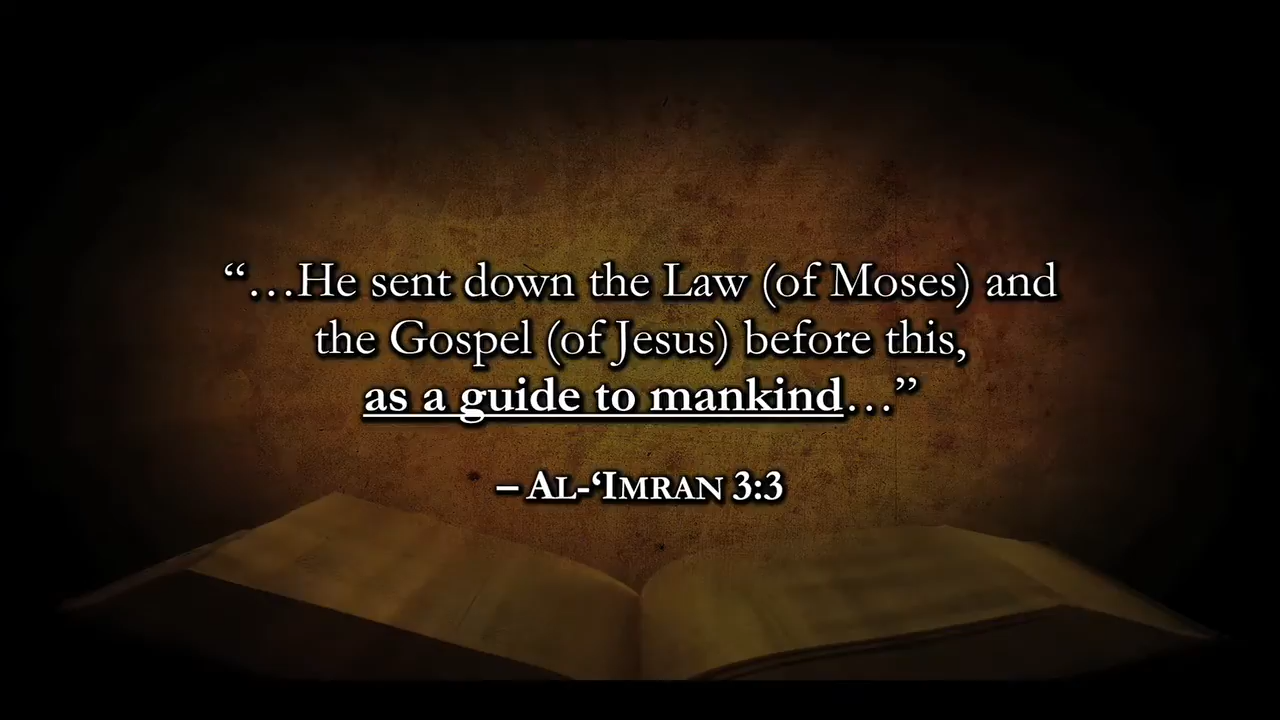 “…He sent down the Law (of Moses) and
the Gospel (of Jesus) before this,
as a guide to mankind…”
– AL-‘IMRAN 3:3